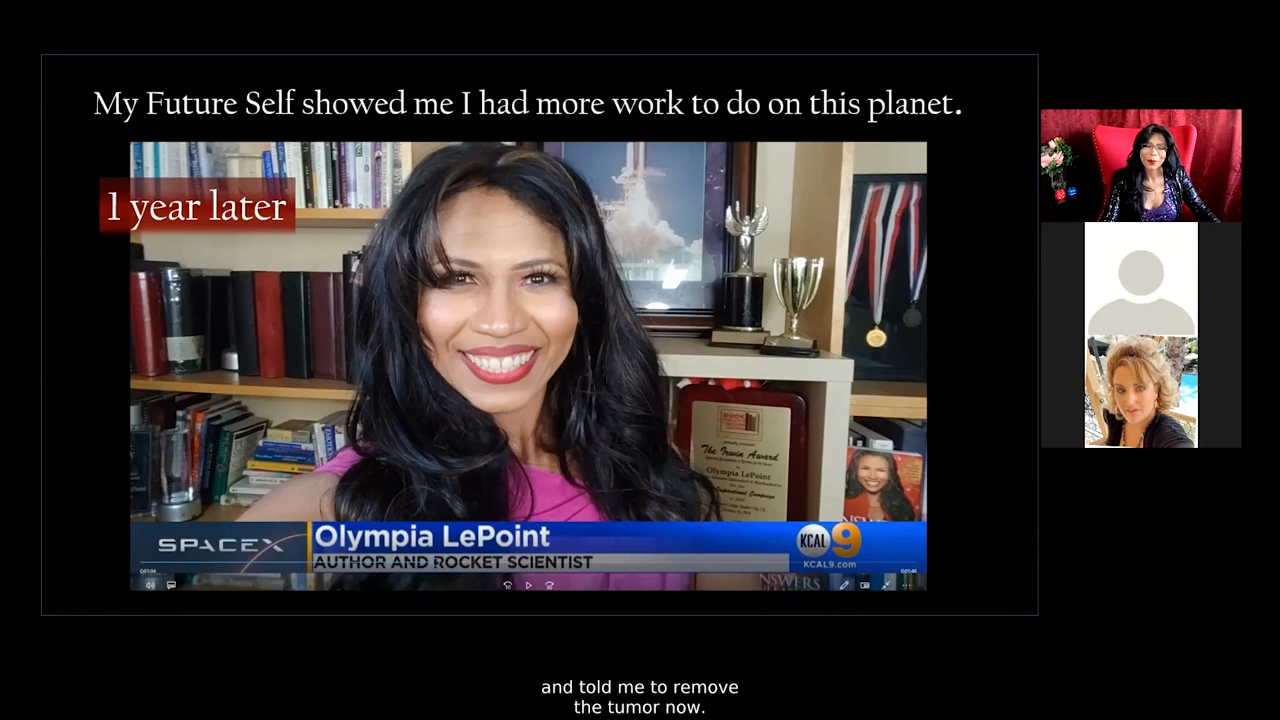 My Future Self showed me I had more work to do on this planet.
1 year later
BOOK
The Irwin Award
Olympia LePoint
SPACEX
Olympia LePoint
AUTHOR AND ROCKET SCIENTIST
KCAL 9
KCAL9.com
NSWERS
and told me to remove
the tumor now.